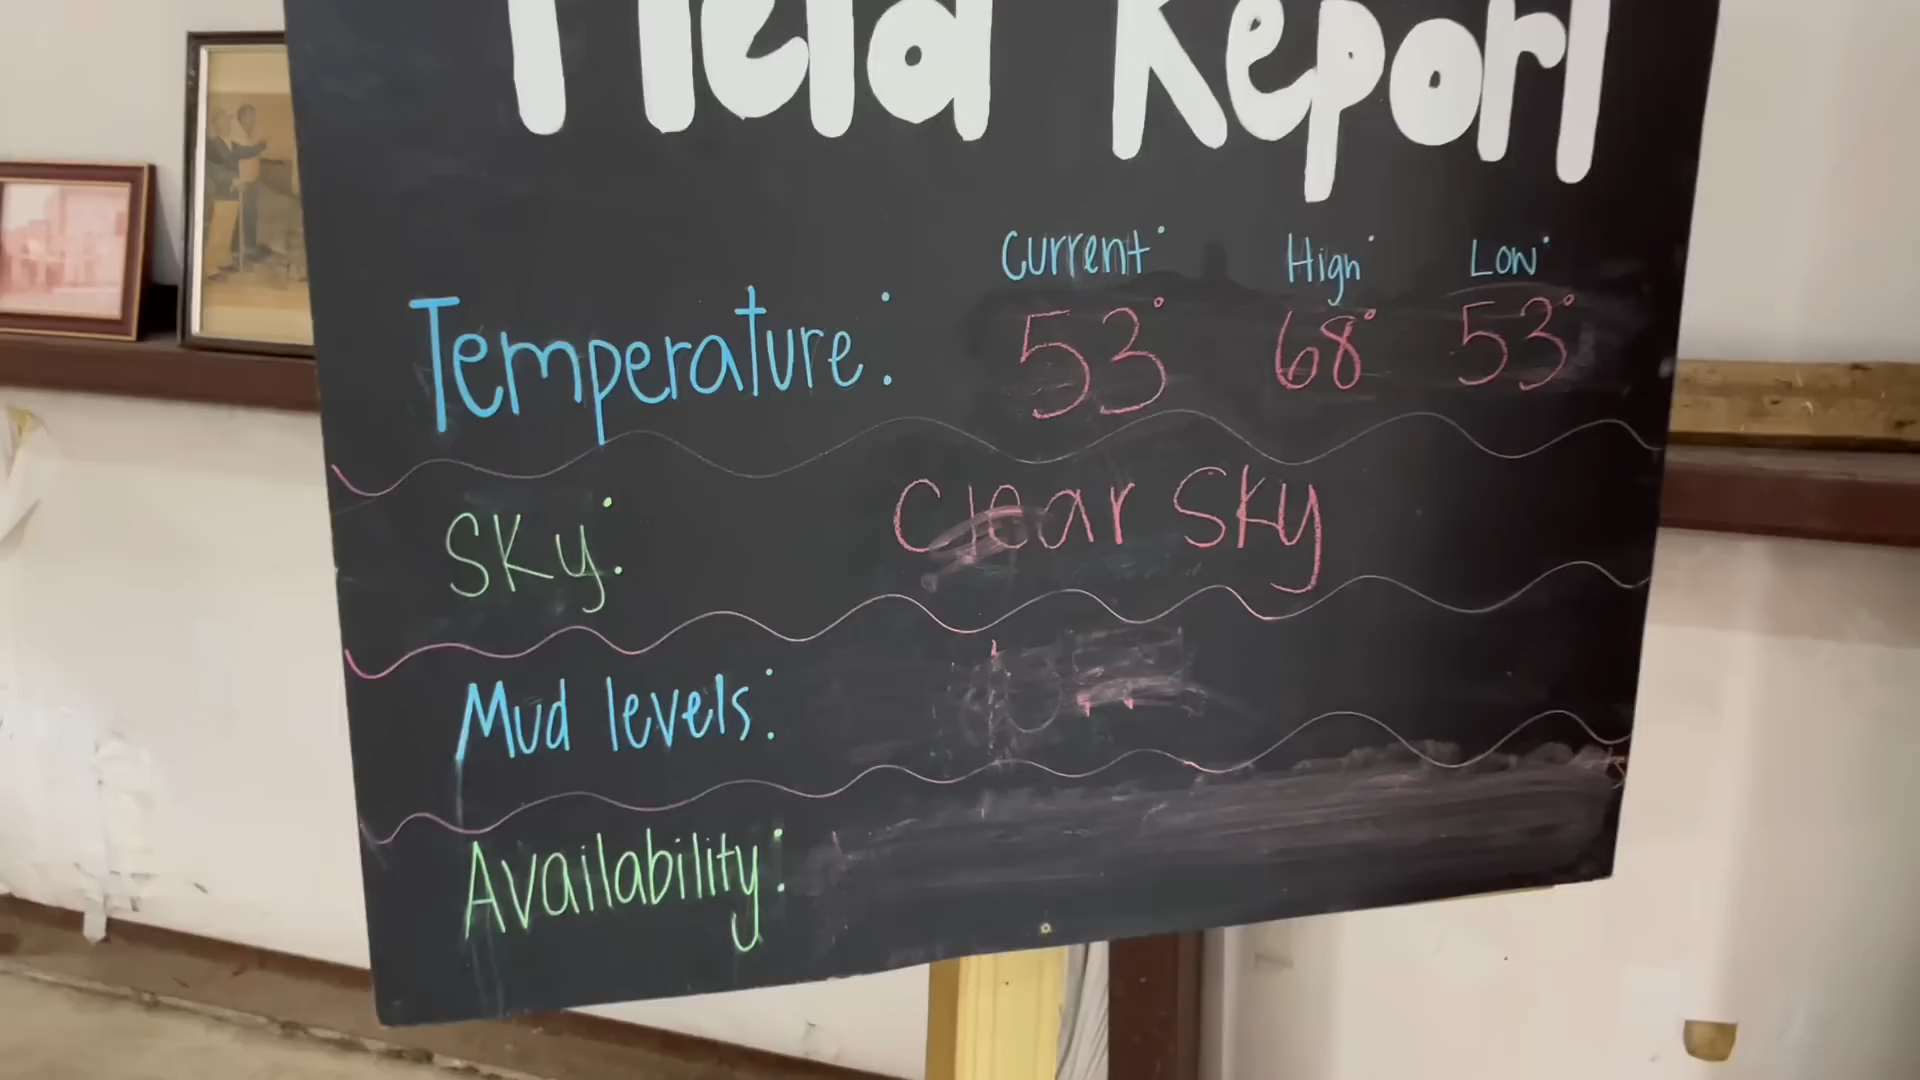 Field Report
Current° High° Low°
Temperature: 53° 68° 53°
Sky: Clear Sky
Mud levels:
Availability: